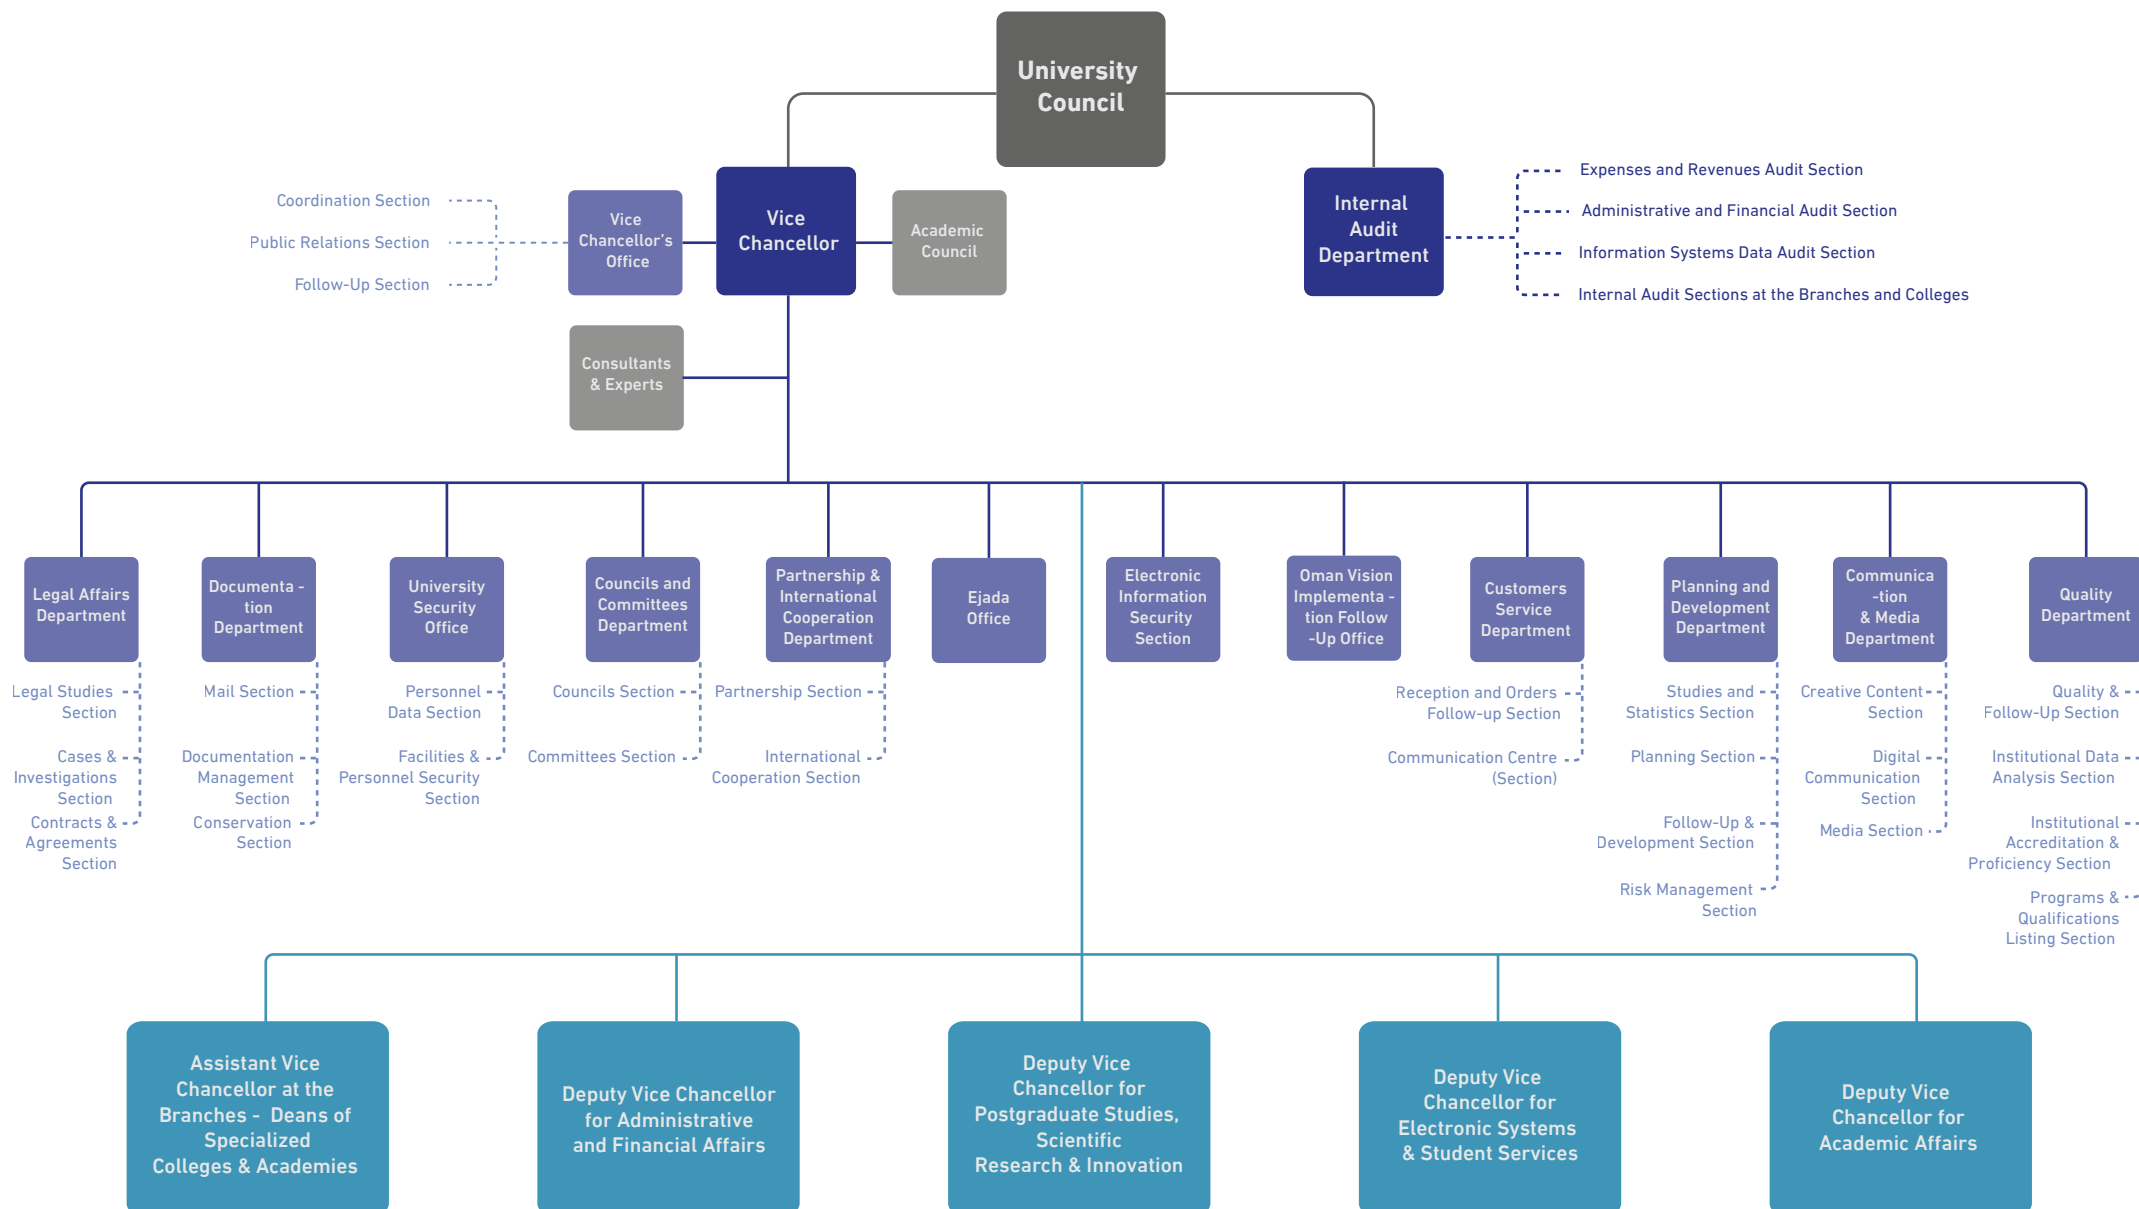 University
Council
Vice
Chancellor
Vice
Chancellor's
Office
Academic
Council
Coordination Section
Public Relations Section
Follow-Up Section
Internal
Audit
Department
Expenses and Revenues Audit Section
Administrative and Financial Audit Section
Information Systems Data Audit Section
Internal Audit Sections at the Branches and Colleges
Consultants
& Experts
Legal Affairs
Department
Legal Studies
Section
Cases &
Investigations
Section
Contracts &
Agreements
Section
Documenta -
tion
Department
Mail Section
Documentation
Management
Section
Conservation
Section
University
Security
Office
Personnel
Data Section
Facilities &
Personnel Security
Section
Councils and
Committees
Department
Councils Section
Committees Section
Partnership &
International
Cooperation
Department
Partnership Section
International
Cooperation Section
Ejada
Office
Electronic
Information
Security
Section
Oman Vision
Implementa -
tion Follow
-Up Office
Customers
Service
Department
Reception and Orders
Follow-up Section
Communication Centre
(Section)
Planning and
Development
Department
Studies and
Statistics Section
Planning Section
Follow-Up &
Development Section
Risk Management
Section
Communica
-tion
& Media
Department
Creative Content
Section
Digital
Communication
Section
Media Section
Quality
Department
Quality &
Follow-Up Section
Institutional Data
Analysis Section
Institutional
Accreditation &
Proficiency Section
Programs &
Qualifications
Listing Section
Assistant Vice
Chancellor at the
Branches - Deans of
Specialized
Colleges & Academies
Deputy Vice Chancellor
for Administrative
and Financial Affairs
Deputy Vice
Chancellor for
Postgraduate Studies,
Scientific
Research & Innovation
Deputy Vice
Chancellor for
Electronic Systems
& Student Services
Deputy Vice
Chancellor for
Academic Affairs